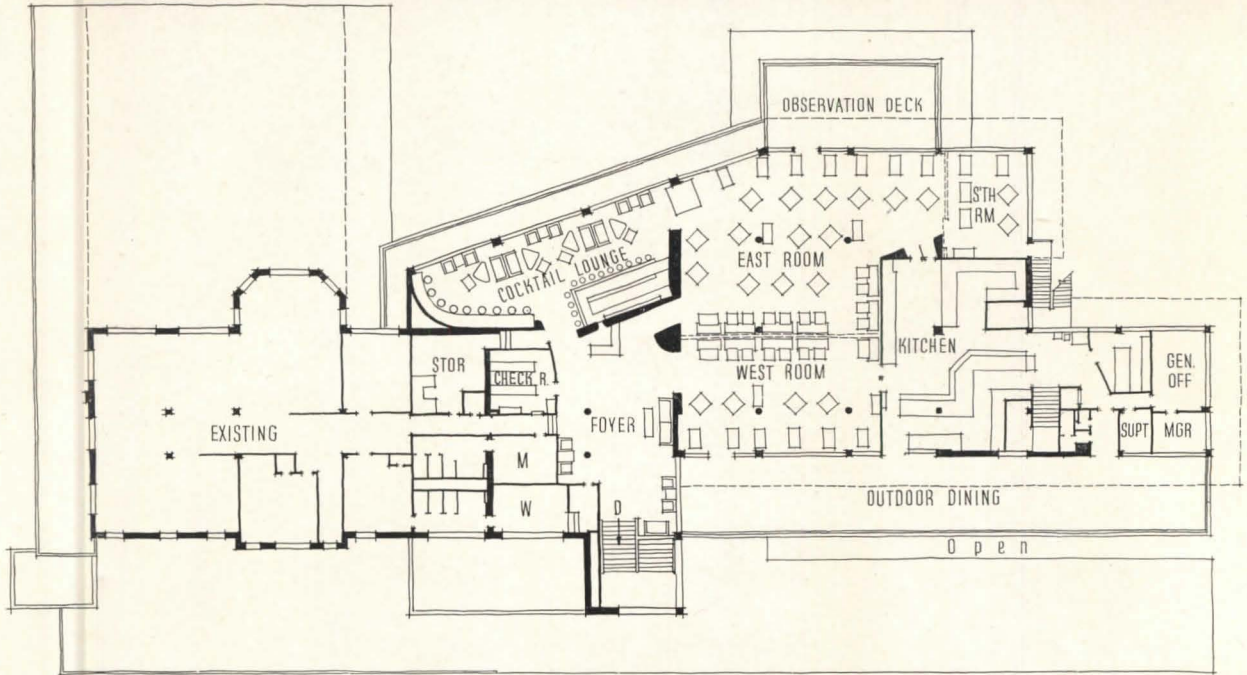 OBSERVATION DECK
S'TH
RM
COCKTAIL LOUNGE
EAST ROOM
STOR
CHECK R.
KITCHEN
GEN.
OFF
WEST ROOM
EXISTING
FOYER
SUPT
MGR
M
W
D
OUTDOOR DINING
Open